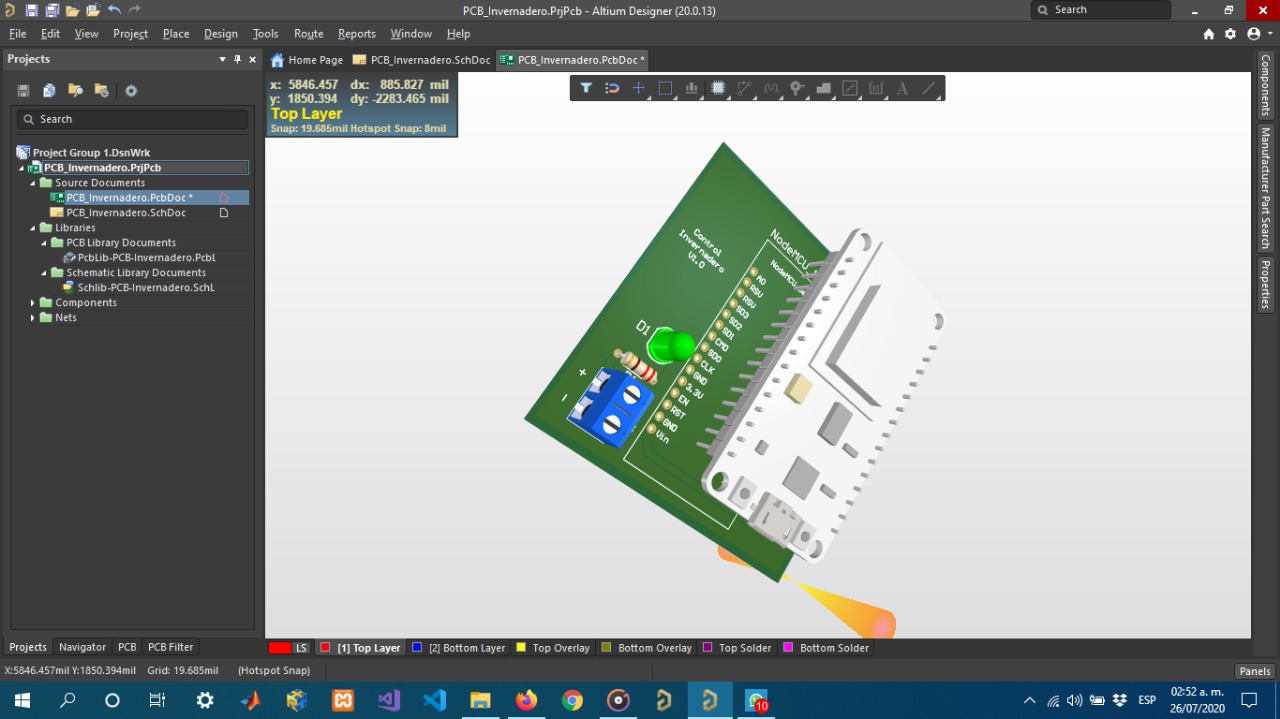 PCB_Invernadero.PrjPcb - Altium Designer (20.0.13)
Search
File Edit View Project Place Design Tools Route Reports Window Help
Projects
Home Page PCB_Invernadero.SchDoc PCB_Invernadero.PcbDoc *
x: 5846.457 dx: 885.827 mil
y: 1850.394 dy: -2283.465 mil
Top Layer
Snap: 19.685mil Hotspot Snap: 8mil
Search
Project Group 1.DsnWrk
PCB_Invernadero.PrjPcb
Source Documents
PCB_Invernadero.PcbDoc *
PCB_Invernadero.SchDoc
Libraries
PCB Library Documents
PcbLib-PCB-Invernadero.PcbL
Schematic Library Documents
Schlib-PCB-Invernadero.SchL
Components
Nets
Components
Manufacturer Part Search
Properties
Control
Invernadero
V1.0
NodeMCU
NodeMCU
D1
+
-
A0
RSV
RSV
SD3
SD2
SD1
CMD
SD0
CLK
GND
3.3V
EN
RST
GND
Vin
Projects Navigator PCB PCB Filter
LS [1] Top Layer [2] Bottom Layer Top Overlay Bottom Overlay Top Solder Bottom Solder
X:5846.457mil Y:1850.394mil Grid: 19.685mil (Hotspot Snap)
Panels
10
ESP
02:52 a. m.
26/07/2020